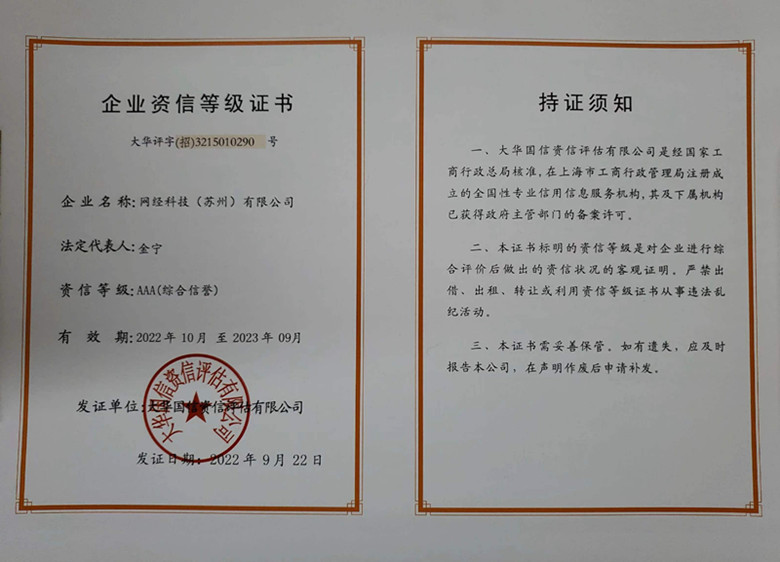 企业资信等级证书
大华评字(招)3215010290 号
企业名称:网经科技（苏州）有限公司
法定代表人:金宁
资信等级:AAA(综合信誉)
有 效 期:2022年10月 至 2023年09月
发证单位:大华国信资信评估有限公司
大华国信资信评估有限公司
发证日期: 2022年9月22日
持证须知
一、大华国信资信评估有限公司是经国家工
商行政总局核准,在上海市工商行政管理局注册成
立的全国性专业信用信息服务机构,其及下属机构
已获得政府主管部门的备案许可。
二、本证书标明的资信等级是对企业进行综
合评价后做出的资信状况的客观证明。严禁出
借、出租、转让或利用资信等级证书从事违法乱
纪活动。
三、本证书需妥善保管。如有遗失，应及时
报告本公司，在声明作废后申请补发。